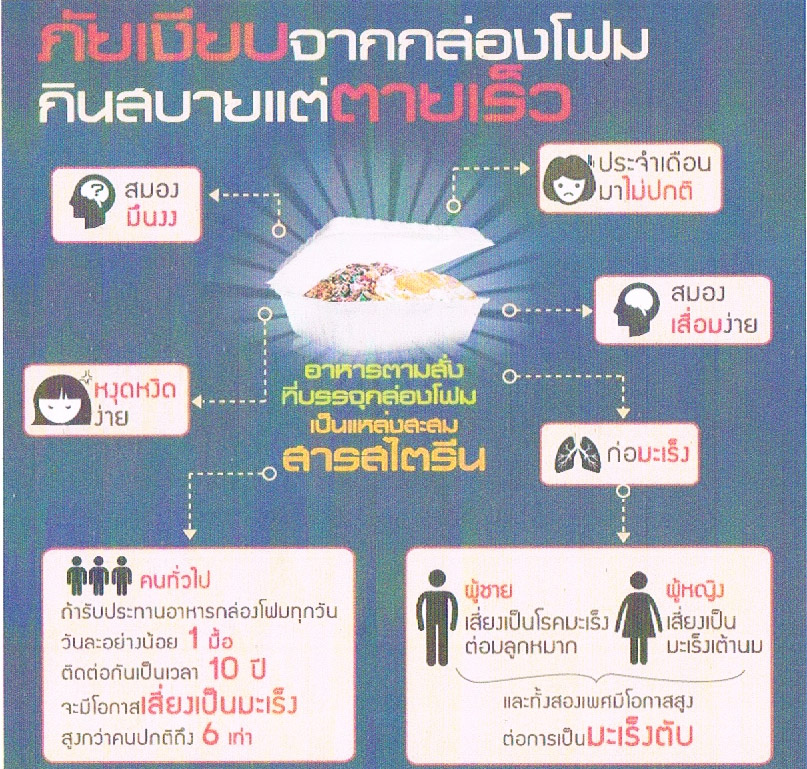 ภัยเงียบจากกล่องโฟม
กินสบายแต่ตายเร็ว
สมอง
มึนงง
ประจำเดือน
มาไม่ปกติ
สมอง
เสื่อมง่าย
หงุดหงิด
ง่าย
อาหารตามสั่ง
ที่บรรจุกล่องโฟม
เป็นแหล่งสะสม
สารสไตรีน
ก่อมะเร็ง
คนทั่วไป
ถ้ารับประทานอาหารกล่องโฟมทุกวัน
วันละอย่างน้อย 1 มื้อ
ติดต่อกันเป็นเวลา 10 ปี
จะมีโอกาสเสี่ยงเป็นมะเร็ง
สูงกว่าคนปกติถึง 6 เท่า
ผู้ชาย
เสี่ยงเป็นโรคมะเร็ง
ต่อมลูกหมาก
ผู้หญิง
เสี่ยงเป็น
มะเร็งเต้านม
และทั้งสองเพศมีโอกาสสูง
ต่อการเป็นมะเร็งตับ